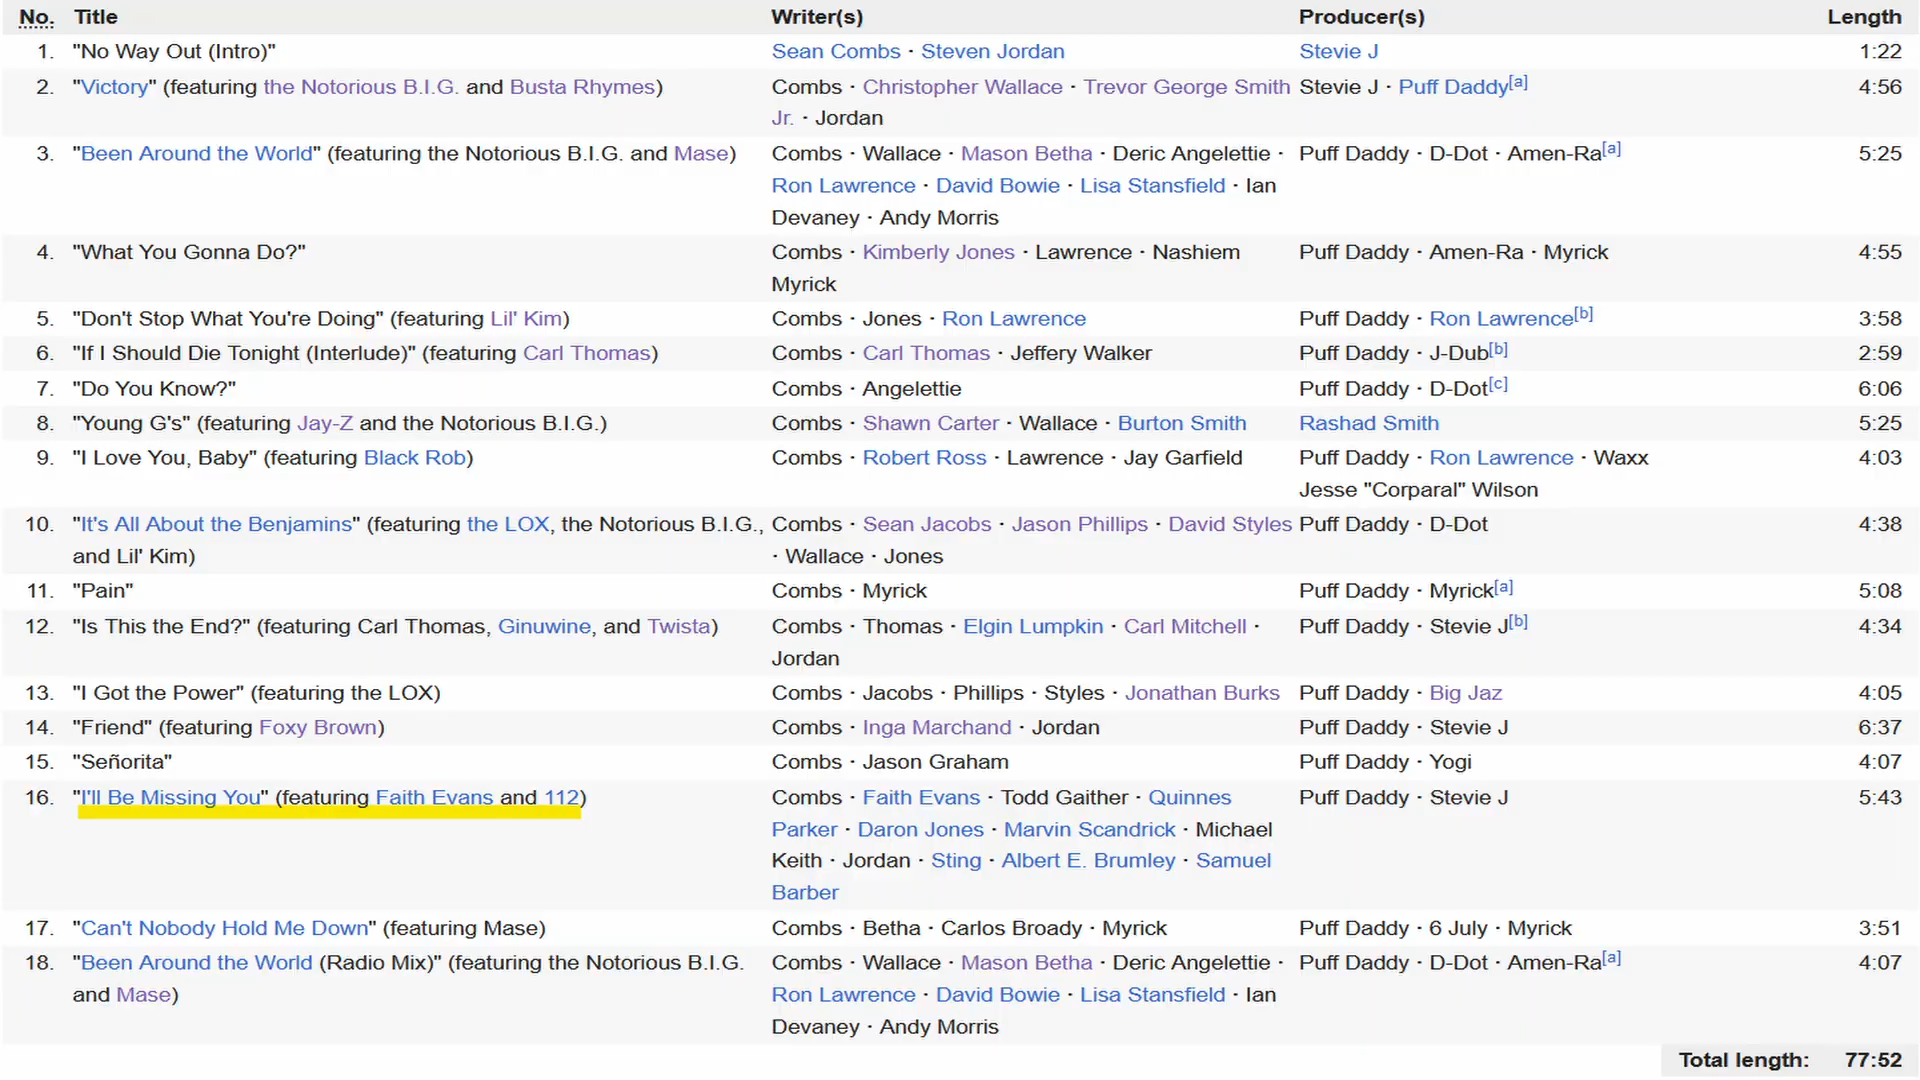 No. Title Writer(s) Producer(s) Length
1. "No Way Out (Intro)" Sean Combs · Steven Jordan Stevie J 1:22
2. "Victory" (featuring the Notorious B.I.G. and Busta Rhymes) Combs · Christopher Wallace · Trevor George Smith Stevie J · Puff Daddy[a] 4:56
Jr. · Jordan
3. "Been Around the World" (featuring the Notorious B.I.G. and Mase) Combs · Wallace · Mason Betha · Deric Angelettie · Puff Daddy · D-Dot · Amen-Ra[a] 5:25
Ron Lawrence · David Bowie · Lisa Stansfield · Ian
Devaney · Andy Morris
4. "What You Gonna Do?" Combs · Kimberly Jones · Lawrence · Nashiem Puff Daddy · Amen-Ra · Myrick 4:55
Myrick
5. "Don't Stop What You're Doing" (featuring Lil' Kim) Combs · Jones · Ron Lawrence Puff Daddy · Ron Lawrence[b] 3:58
6. "If I Should Die Tonight (Interlude)" (featuring Carl Thomas) Combs · Carl Thomas · Jeffery Walker Puff Daddy · J-Dub[b] 2:59
7. "Do You Know?" Combs · Angelettie Puff Daddy · D-Dot[c] 6:06
8. "Young G's" (featuring Jay-Z and the Notorious B.I.G.) Combs · Shawn Carter · Wallace · Burton Smith Rashad Smith 5:25
9. "I Love You, Baby" (featuring Black Rob) Combs · Robert Ross · Lawrence · Jay Garfield Puff Daddy · Ron Lawrence · Waxx 4:03
Jesse "Corparal" Wilson
10. "It's All About the Benjamins" (featuring the LOX, the Notorious B.I.G., Combs · Sean Jacobs · Jason Phillips · David Styles Puff Daddy · D-Dot 4:38
and Lil' Kim) · Wallace · Jones
11. "Pain" Combs · Myrick Puff Daddy · Myrick[a] 5:08
12. "Is This the End?" (featuring Carl Thomas, Ginuwine, and Twista) Combs · Thomas · Elgin Lumpkin · Carl Mitchell · Puff Daddy · Stevie J[b] 4:34
Jordan
13. "I Got the Power" (featuring the LOX) Combs · Jacobs · Phillips · Styles · Jonathan Burks Puff Daddy · Big Jaz 4:05
14. "Friend" (featuring Foxy Brown) Combs · Inga Marchand · Jordan Puff Daddy · Stevie J 6:37
15. "Señorita" Combs · Jason Graham Puff Daddy · Yogi 4:07
16. "I'll Be Missing You" (featuring Faith Evans and 112) Combs · Faith Evans · Todd Gaither · Quinnes Puff Daddy · Stevie J 5:43
Parker · Daron Jones · Marvin Scandrick · Michael
Keith · Jordan · Sting · Albert E. Brumley · Samuel
Barber
17. "Can't Nobody Hold Me Down" (featuring Mase) Combs · Betha · Carlos Broady · Myrick Puff Daddy · 6 July · Myrick 3:51
18. "Been Around the World (Radio Mix)" (featuring the Notorious B.I.G. Combs · Wallace · Mason Betha · Deric Angelettie · Puff Daddy · D-Dot · Amen-Ra[a] 4:07
and Mase) Ron Lawrence · David Bowie · Lisa Stansfield · Ian
Devaney · Andy Morris
Total length: 77:52